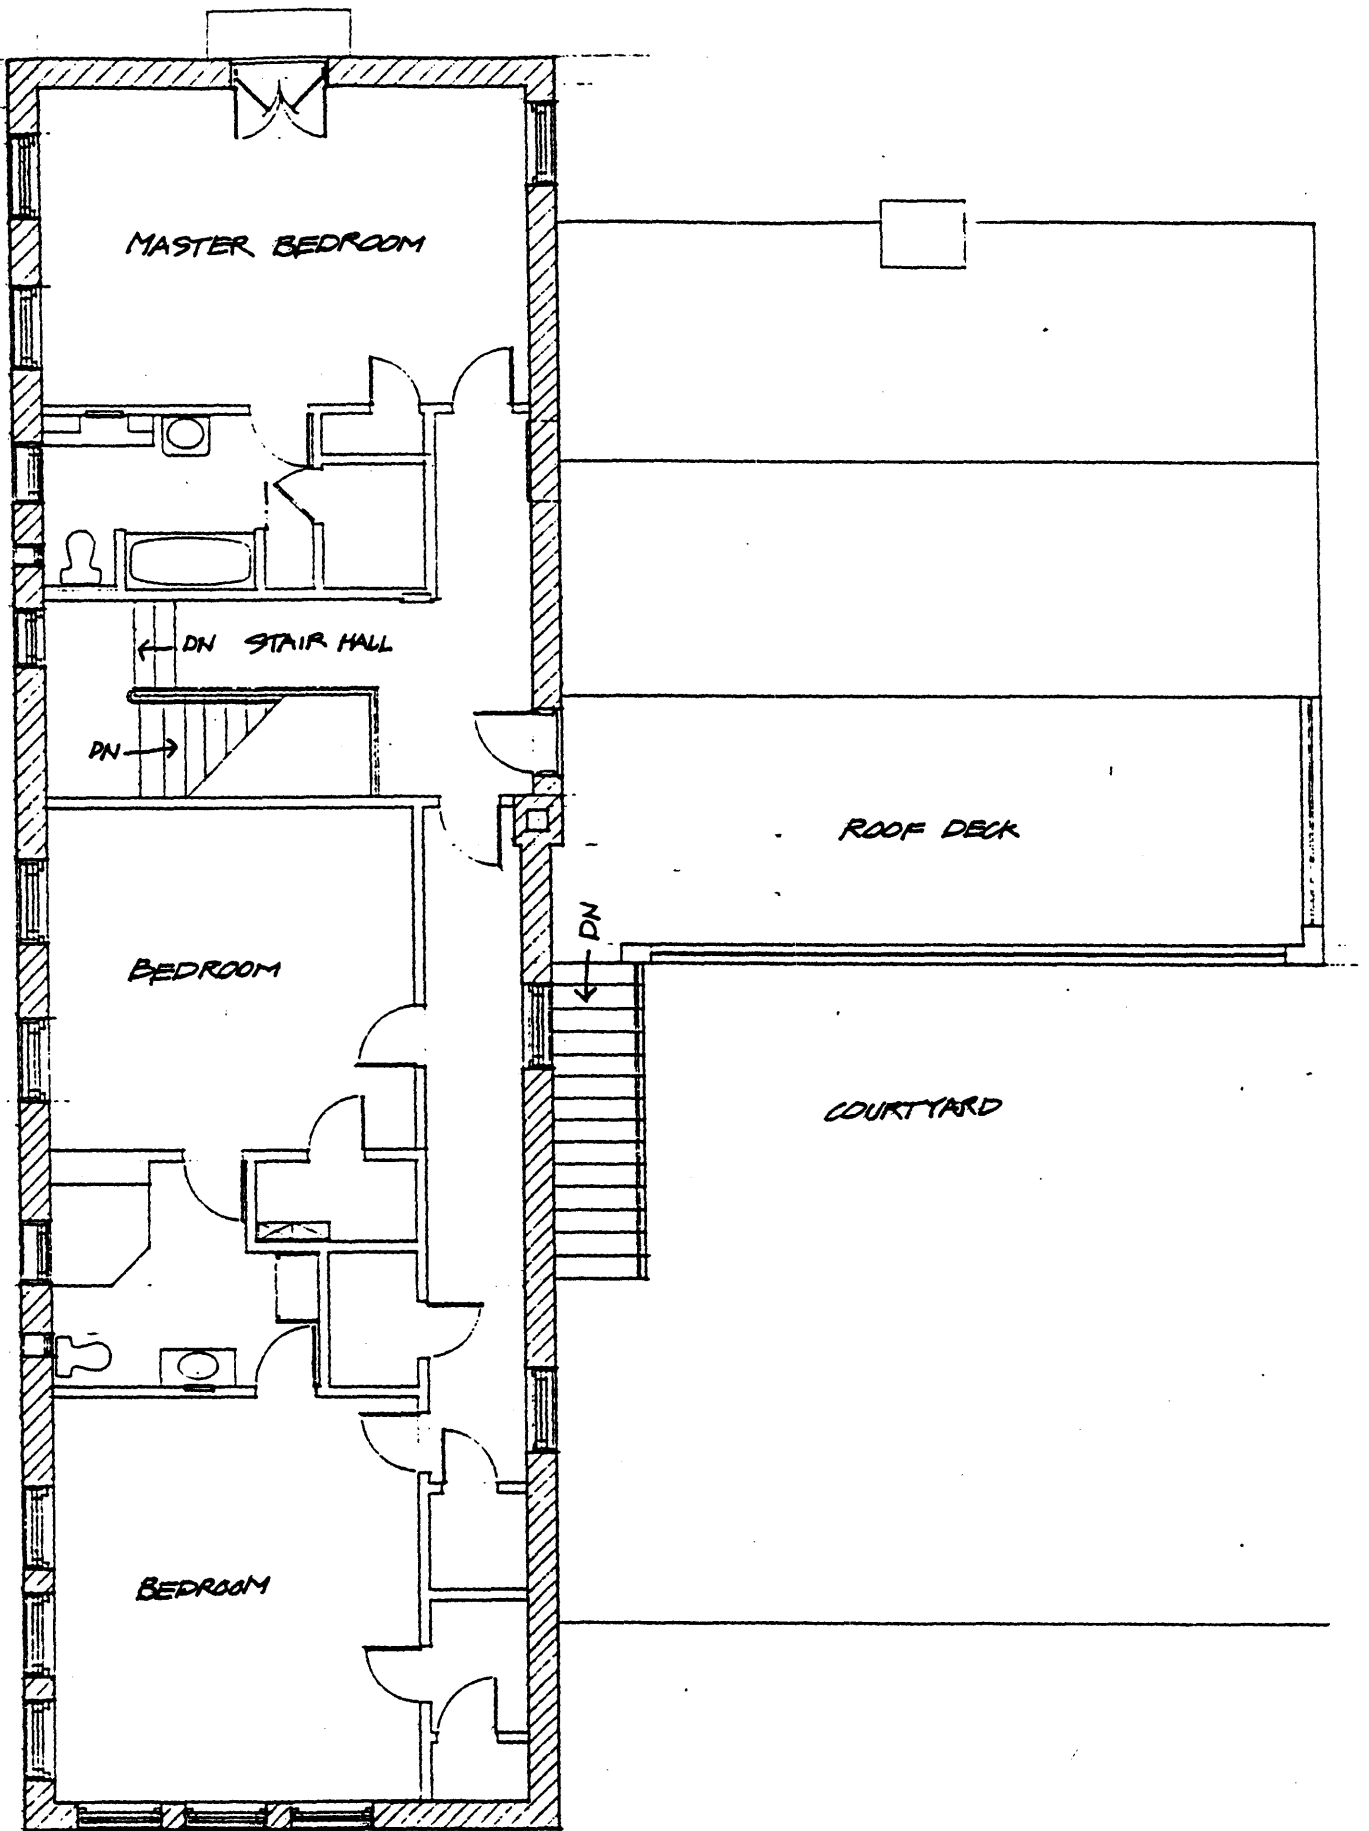 MASTER BEDROOM
DN STAIR HALL
DN
ROOF DECK
DN
BEDROOM
COURTYARD
BEDROOM